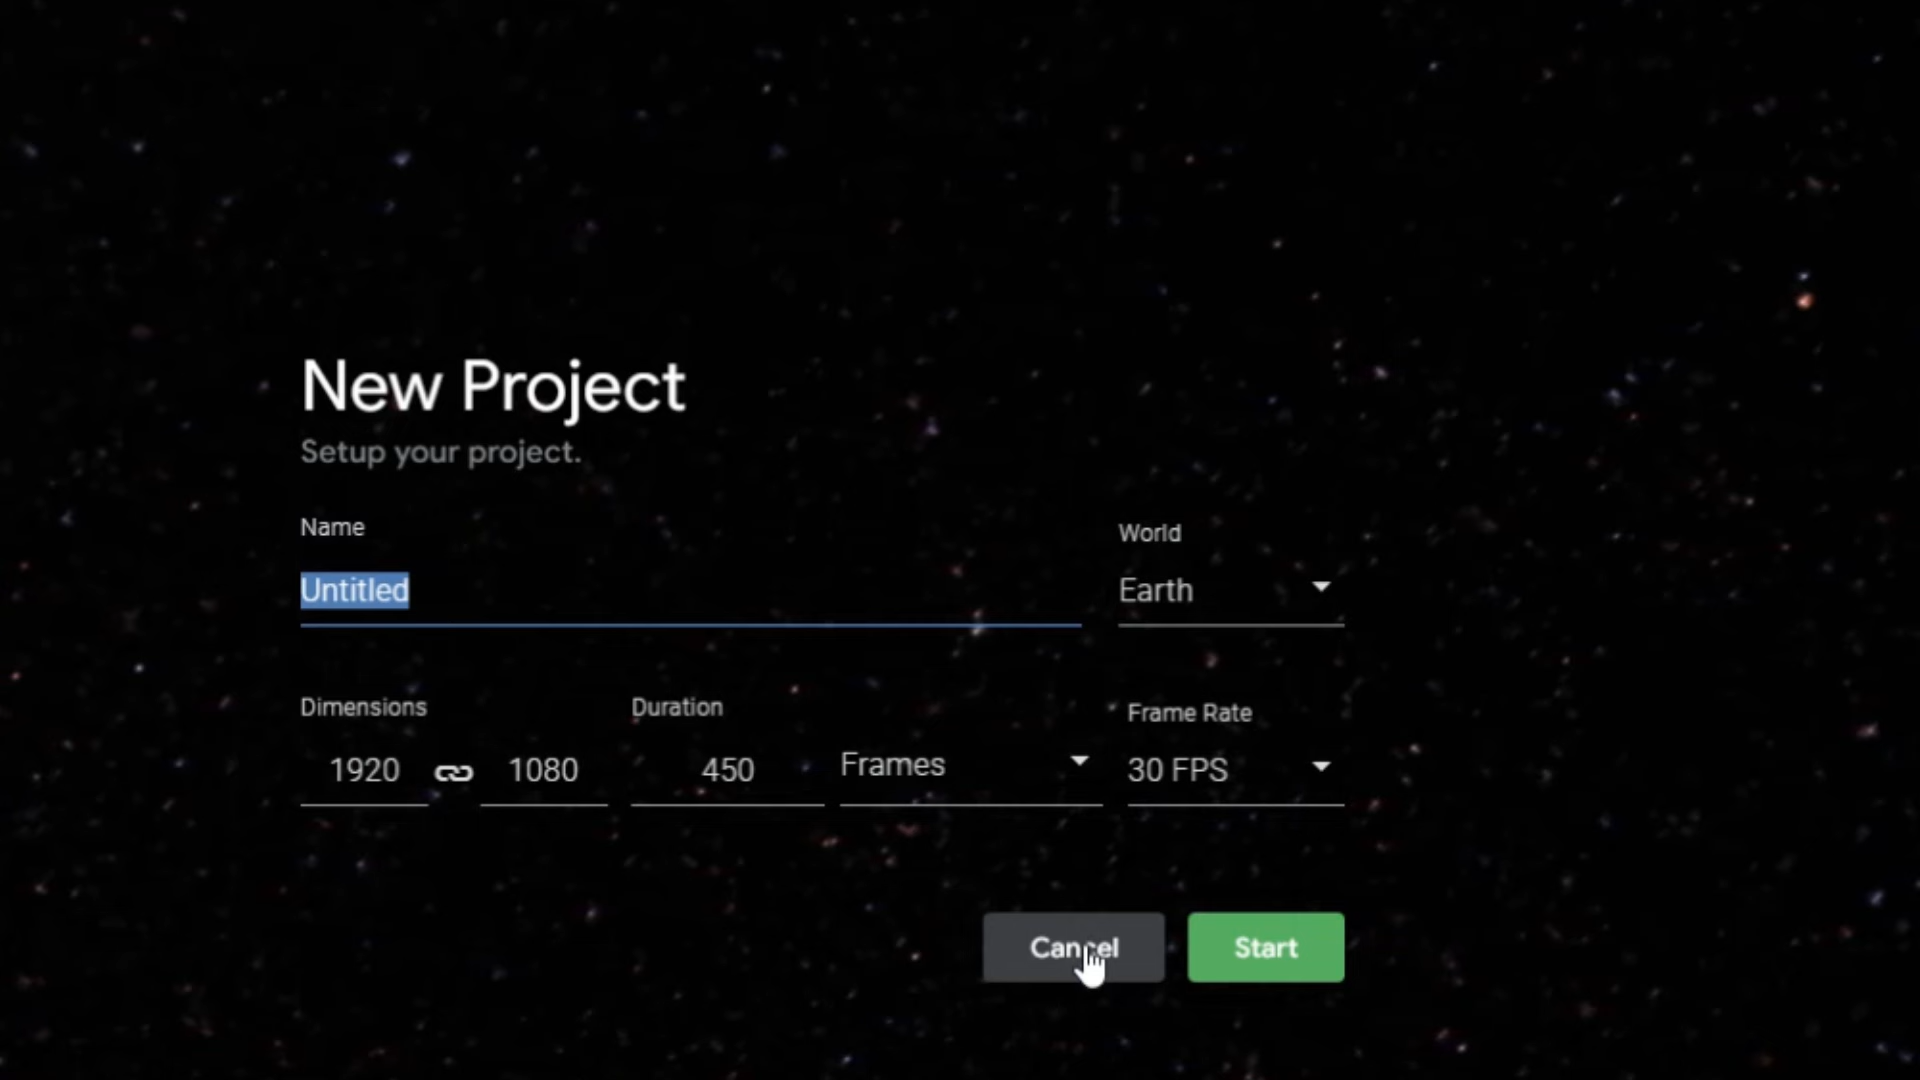 New Project
Setup your project.
Name
World
Untitled
Earth
Dimensions
Duration
Frame Rate
1920
1080
450
Frames
30 FPS
Cancel
Start